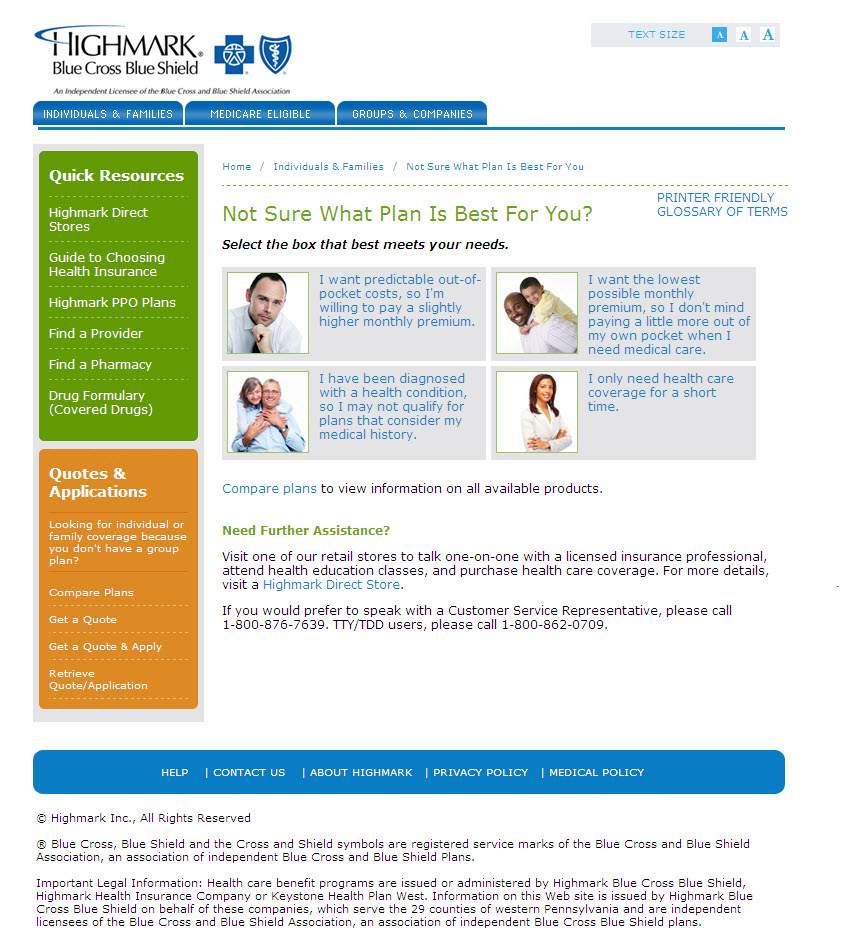 HIGHMARK®
Blue Cross Blue Shield
An Independent Licensee of the Blue Cross and Blue Shield Association
TEXT SIZE A A A
INDIVIDUALS & FAMILIES
MEDICARE ELIGIBLE
GROUPS & COMPANIES
Quick Resources
Highmark Direct
Stores
Guide to Choosing
Health Insurance
Highmark PPO Plans
Find a Provider
Find a Pharmacy
Drug Formulary
(Covered Drugs)
Quotes &
Applications
Looking for individual or
family coverage because
you don't have a group
plan?
Compare Plans
Get a Quote
Get a Quote & Apply
Retrieve
Quote/Application
Home / Individuals & Families / Not Sure What Plan Is Best For You
PRINTER FRIENDLY
GLOSSARY OF TERMS
Not Sure What Plan Is Best For You?
Select the box that best meets your needs.
I want predictable out-of-
pocket costs, so I'm
willing to pay a slightly
higher monthly premium.
I want the lowest
possible monthly
premium, so I don't mind
paying a little more out of
my own pocket when I
need medical care.
I have been diagnosed
with a health condition,
so I may not qualify for
plans that consider my
medical history.
I only need health care
coverage for a short
time.
Compare plans to view information on all available products.
Need Further Assistance?
Visit one of our retail stores to talk one-on-one with a licensed insurance professional,
attend health education classes, and purchase health care coverage. For more details,
visit a Highmark Direct Store.
If you would prefer to speak with a Customer Service Representative, please call
1-800-876-7639. TTY/TDD users, please call 1-800-862-0709.
HELP | CONTACT US | ABOUT HIGHMARK | PRIVACY POLICY | MEDICAL POLICY
© Highmark Inc., All Rights Reserved
® Blue Cross, Blue Shield and the Cross and Shield symbols are registered service marks of the Blue Cross and Blue Shield
Association, an association of independent Blue Cross and Blue Shield Plans.
Important Legal Information: Health care benefit programs are issued or administered by Highmark Blue Cross Blue Shield,
Highmark Health Insurance Company or Keystone Health Plan West. Information on this Web site is issued by Highmark Blue
Cross Blue Shield on behalf of these companies, which serve the 29 counties of western Pennsylvania and are independent
licensees of the Blue Cross and Blue Shield Association, an association of independent Blue Cross Blue Shield plans.